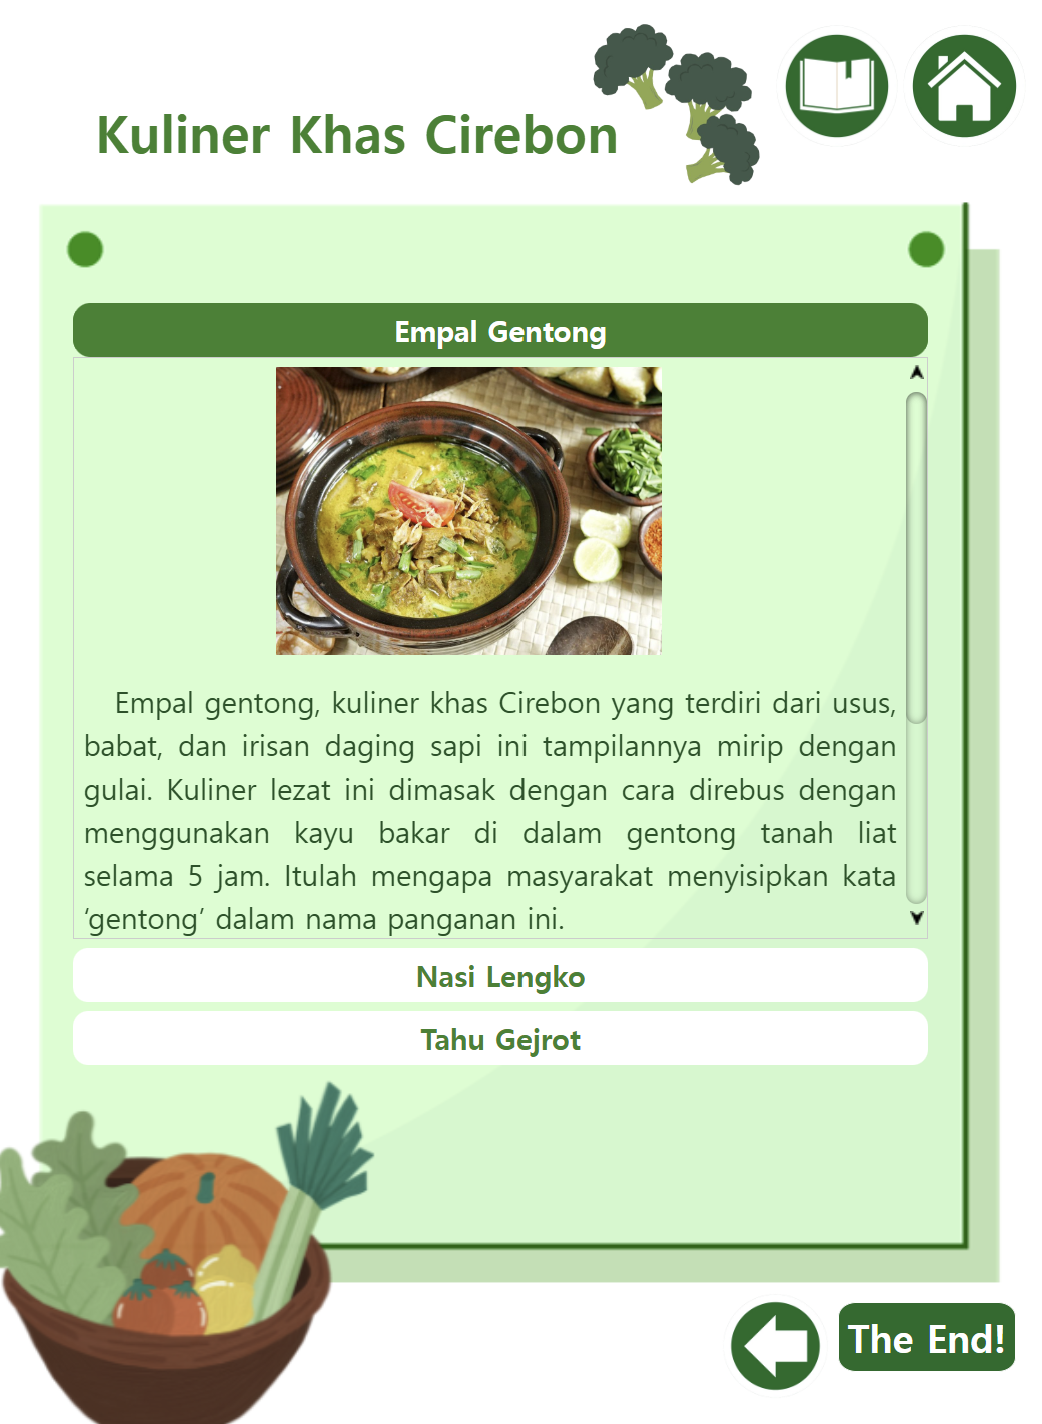 Kuliner Khas Cirebon
Empal Gentong
Empal gentong, kuliner khas Cirebon yang terdiri dari usus,
babat, dan irisan daging sapi ini tampilannya mirip dengan
gulai. Kuliner lezat ini dimasak dengan cara direbus dengan
menggunakan kayu bakar di dalam gentong tanah liat
selama 5 jam. Itulah mengapa masyarakat menyisipkan kata
‘gentong’ dalam nama panganan ini.
Nasi Lengko
Tahu Gejrot
The End!